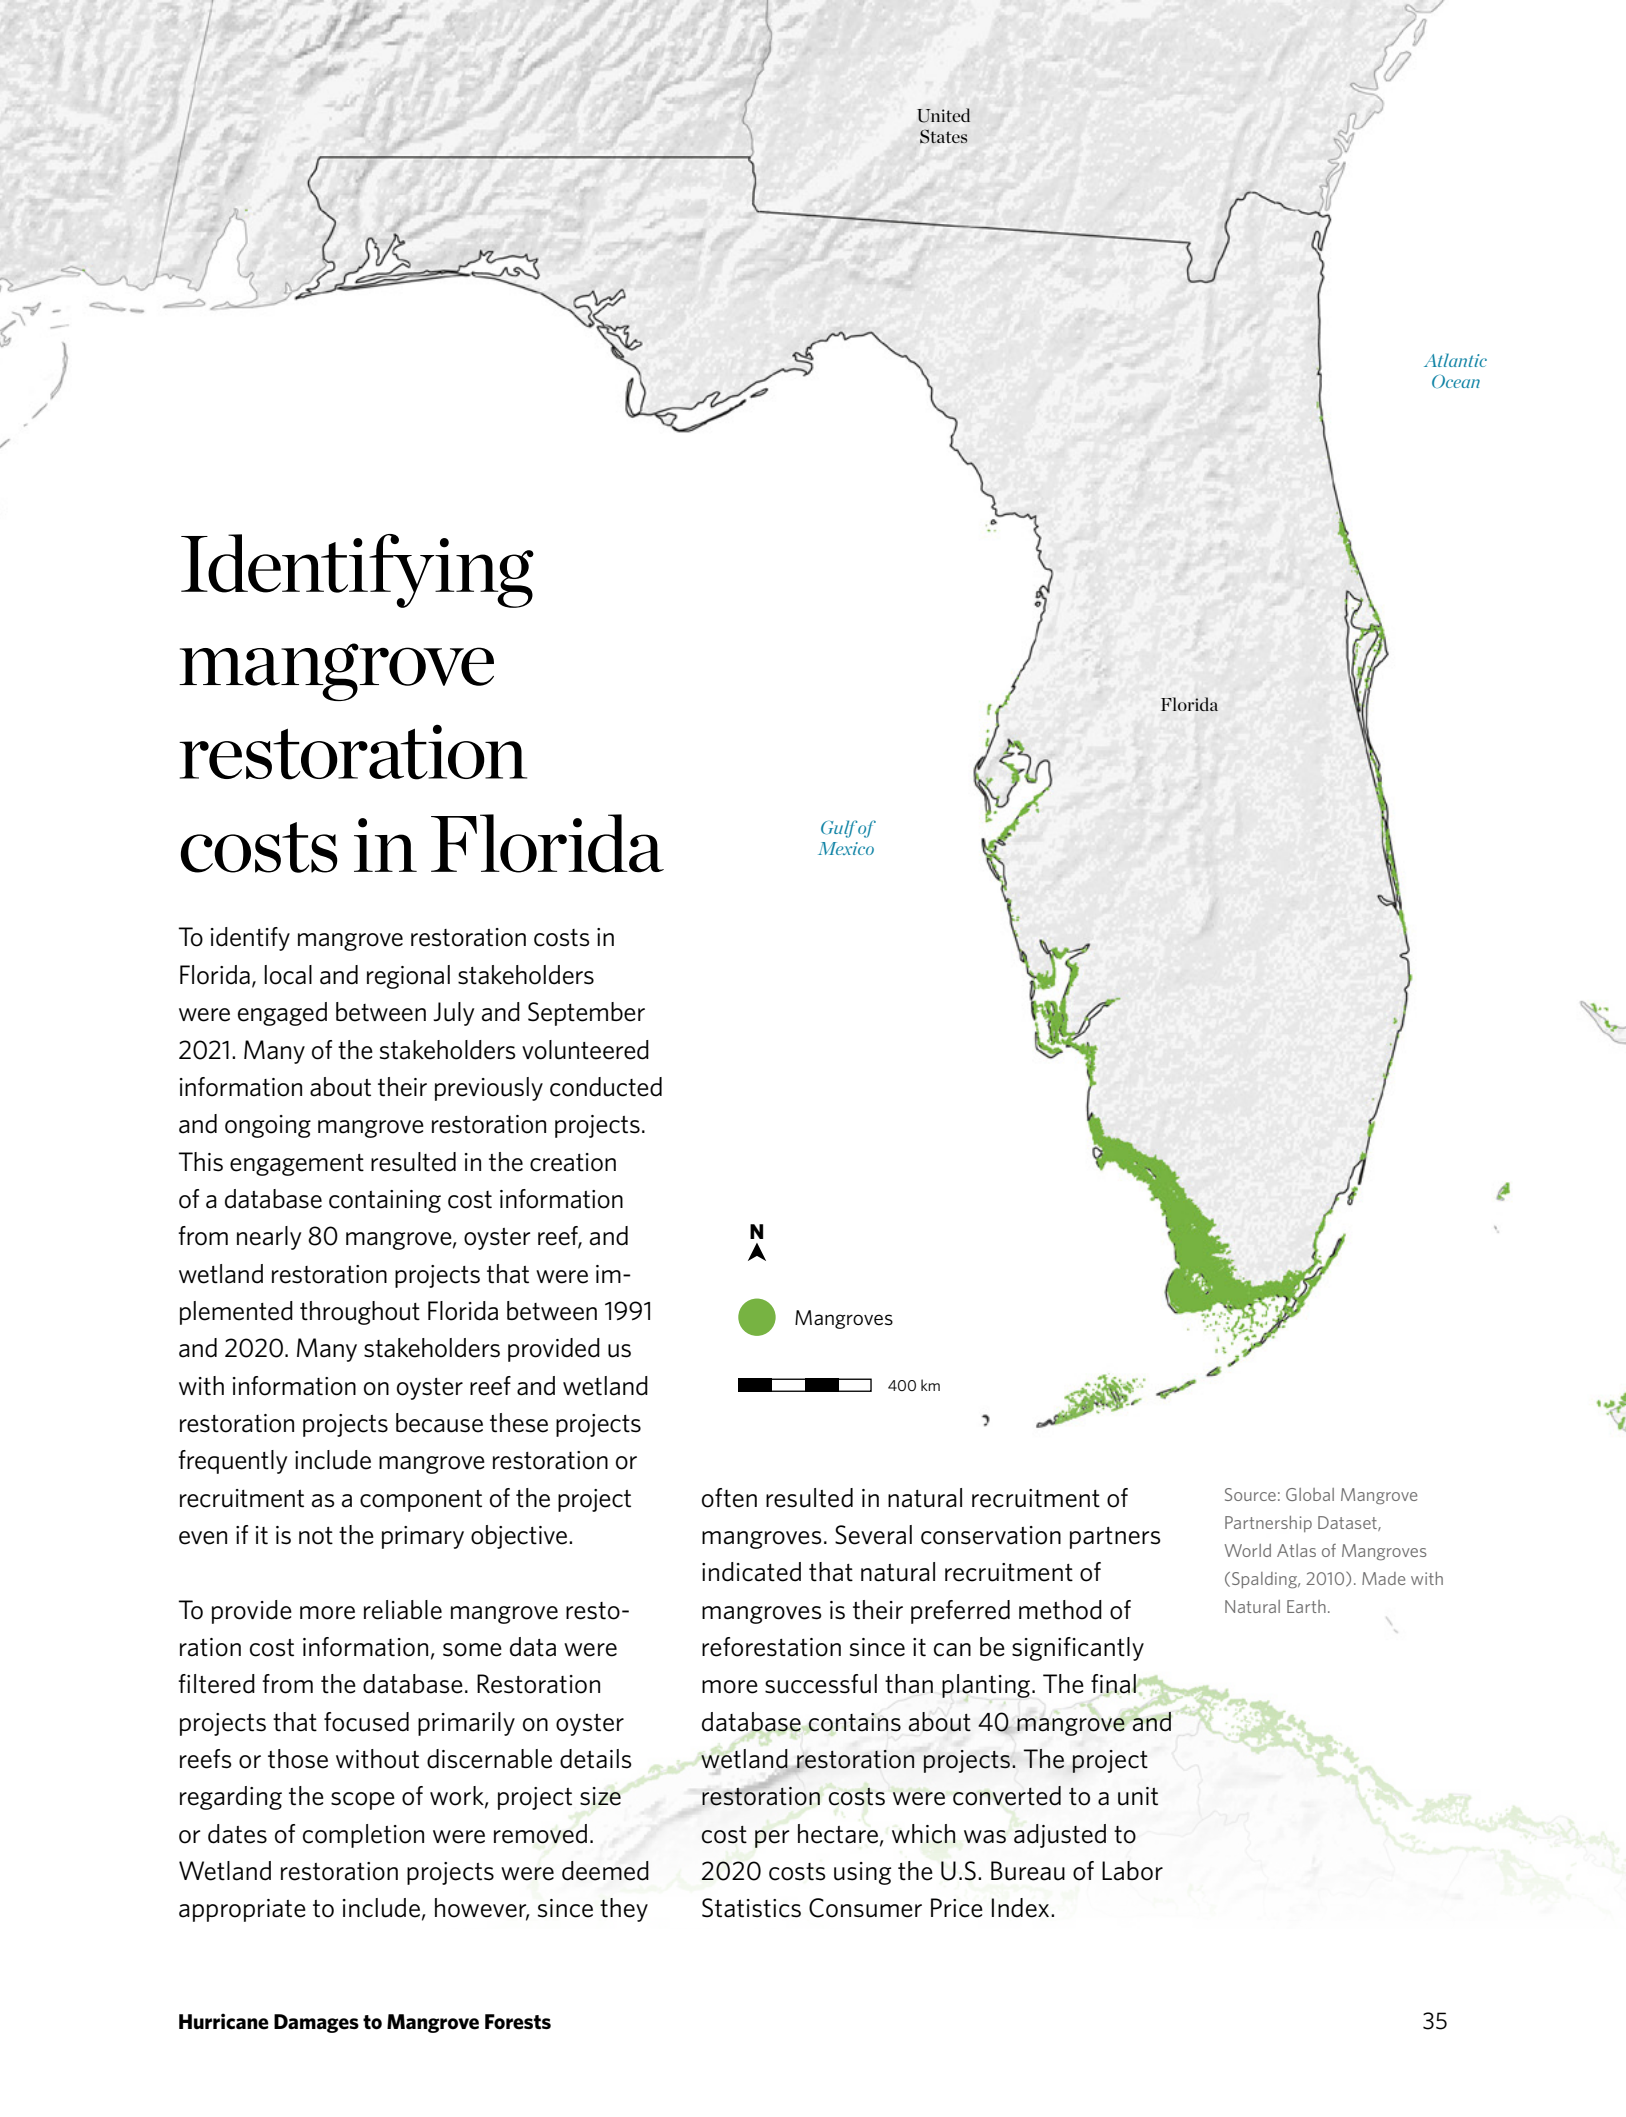 United
States
Atlantic
Ocean
Identifying
mangrove
restoration
costs in Florida
Florida
Gulf of
Mexico
To identify mangrove restoration costs in
Florida, local and regional stakeholders
were engaged between July and September
2021. Many of the stakeholders volunteered
information about their previously conducted
and ongoing mangrove restoration projects.
This engagement resulted in the creation
of a database containing cost information
from nearly 80 mangrove, oyster reef, and
wetland restoration projects that were im-
plemented throughout Florida between 1991
and 2020. Many stakeholders provided us
with information on oyster reef and wetland
restoration projects because these projects
frequently include mangrove restoration or
recruitment as a component of the project
even if it is not the primary objective.
To provide more reliable mangrove resto-
ration cost information, some data were
filtered from the database. Restoration
projects that focused primarily on oyster
reefs or those without discernable details
regarding the scope of work, project size
or dates of completion were removed.
Wetland restoration projects were deemed
appropriate to include, however, since they
N
Mangroves
400 km
often resulted in natural recruitment of
mangroves. Several conservation partners
indicated that natural recruitment of
mangroves is their preferred method of
reforestation since it can be significantly
more successful than planting. The final
database contains about 40 mangrove and
wetland restoration projects. The project
restoration costs were converted to a unit
cost per hectare, which was adjusted to
2020 costs using the U.S. Bureau of Labor
Statistics Consumer Price Index.
Source: Global Mangrove
Partnership Dataset,
World Atlas of Mangroves
(Spalding, 2010). Made with
Natural Earth.
Hurricane Damages to Mangrove Forests
35